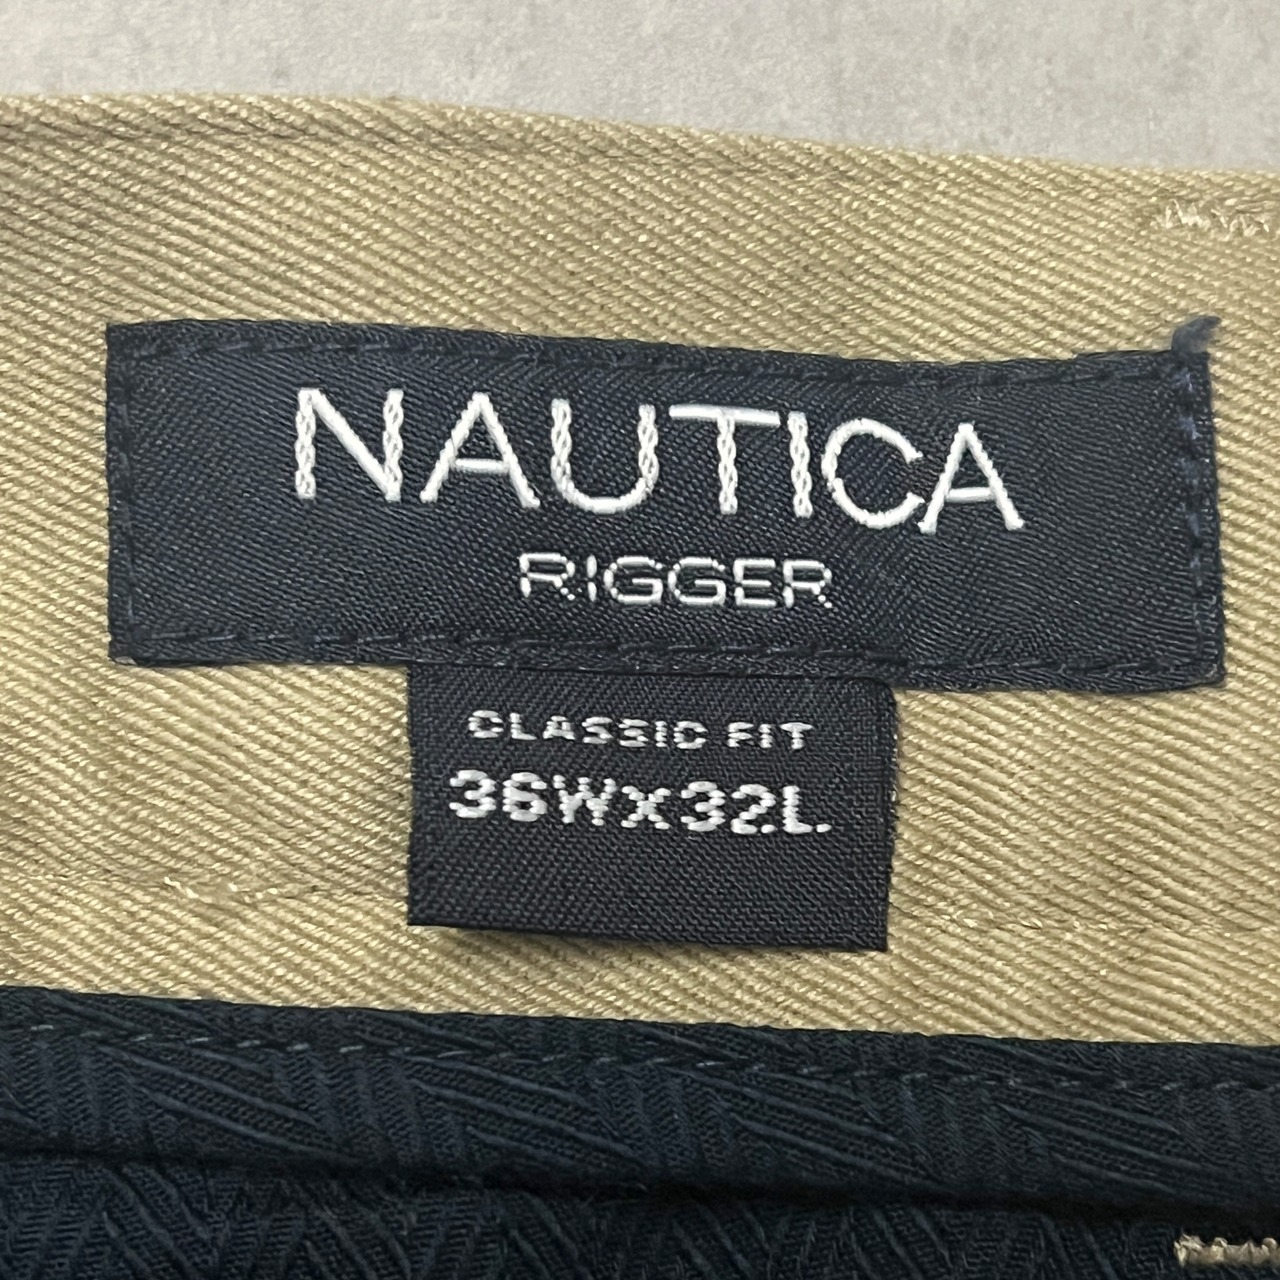 NAUTICA
RIGGER
CLASSIC FIT
36WX32L